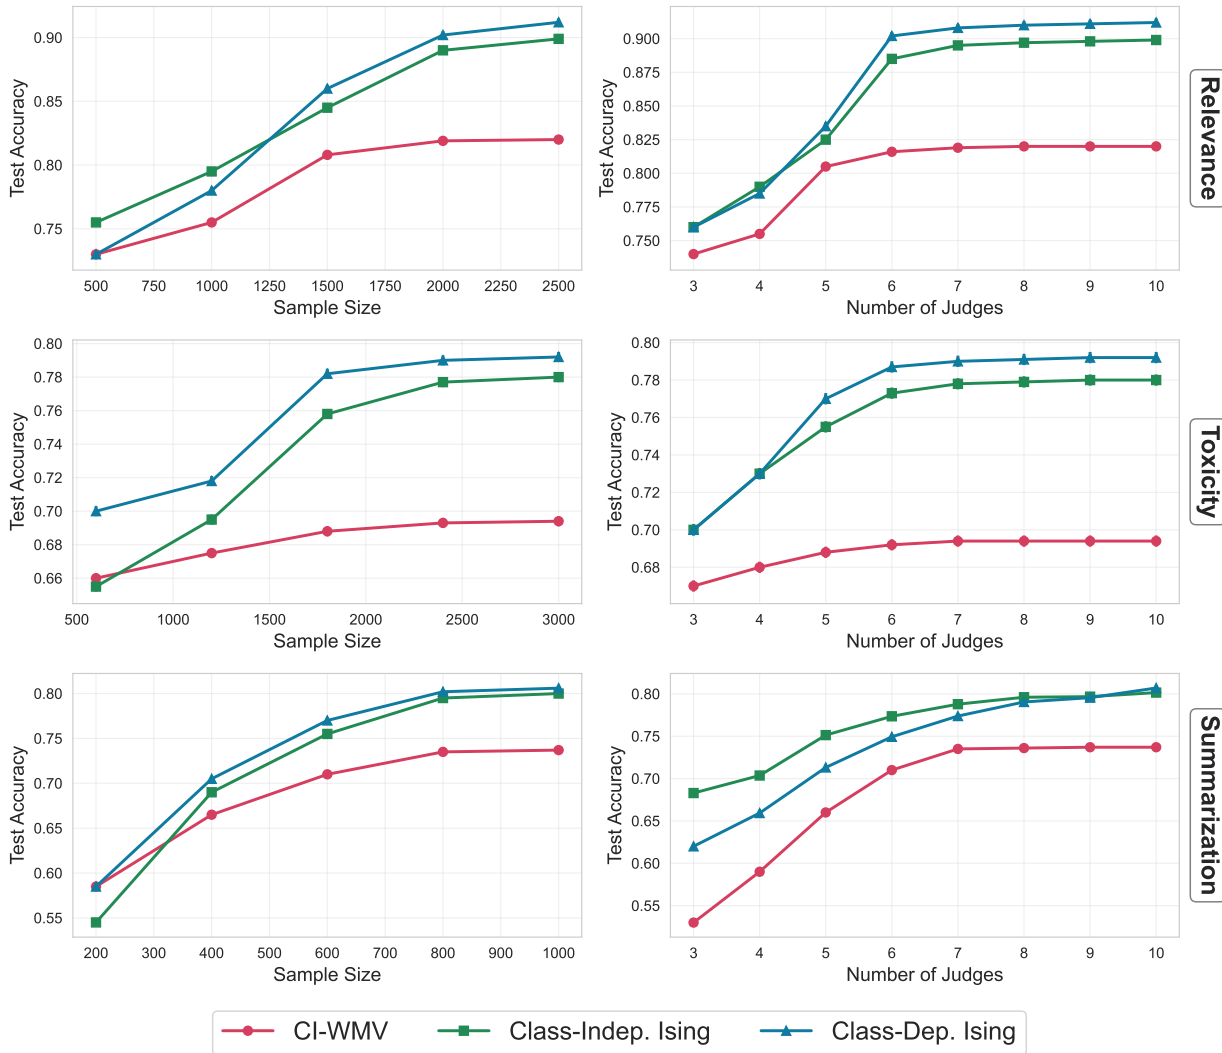 0.90
0.85
0.80
0.75
Test Accuracy
500 750 1000 1250 1500 1750 2000 2250 2500
Sample Size
0.900
0.875
0.850
0.825
0.800
0.775
0.750
Test Accuracy
3 4 5 6 7 8 9 10
Number of Judges
Relevance
0.80
0.78
0.76
0.74
0.72
0.70
0.68
0.66
Test Accuracy
500 1000 1500 2000 2500 3000
Sample Size
0.80
0.78
0.76
0.74
0.72
0.70
0.68
Test Accuracy
3 4 5 6 7 8 9 10
Number of Judges
Toxicity
0.80
0.75
0.70
0.65
0.60
0.55
Test Accuracy
200 300 400 500 600 700 800 900 1000
Sample Size
0.80
0.75
0.70
0.65
0.60
0.55
Test Accuracy
3 4 5 6 7 8 9 10
Number of Judges
Summarization
CI-WMV Class-Indep. Ising Class-Dep. Ising